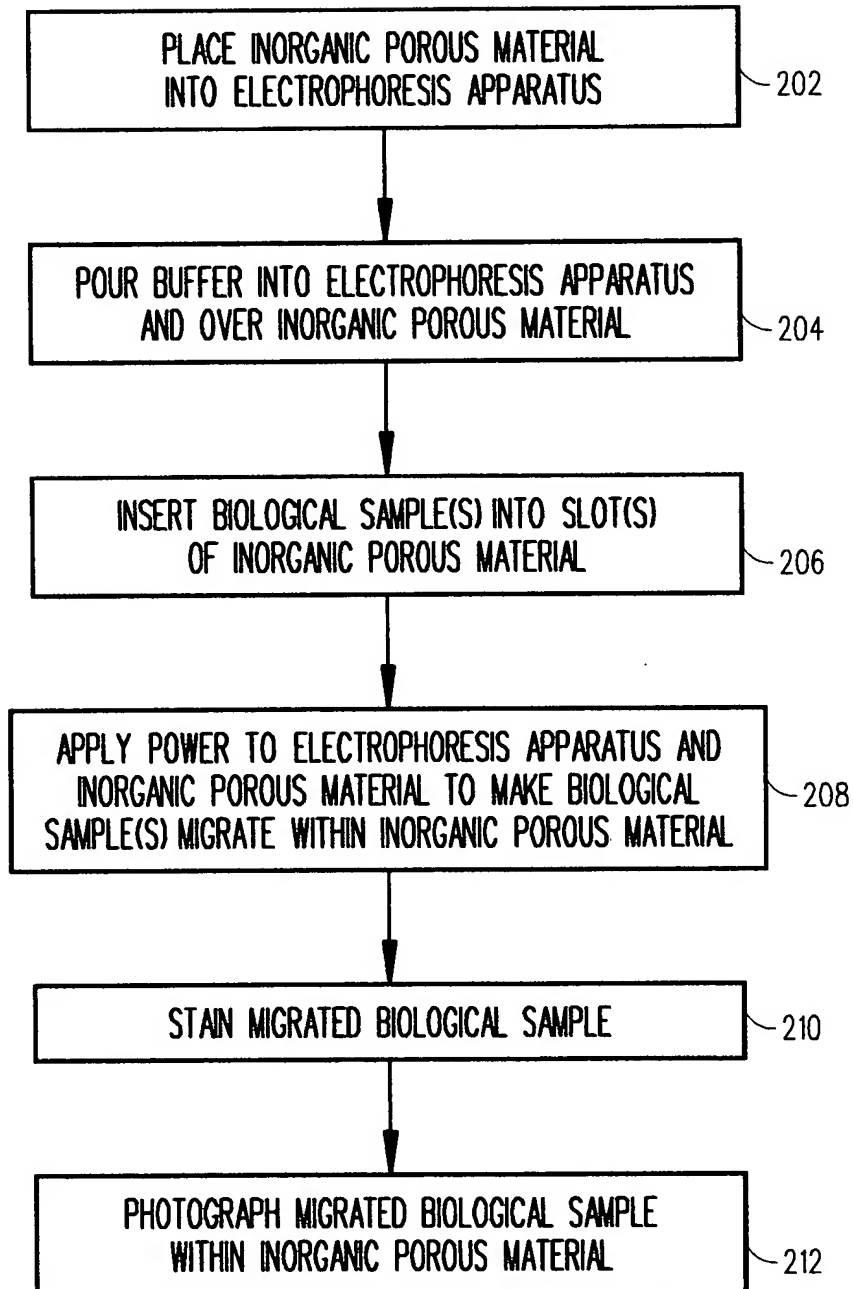 PLACE INORGANIC POROUS MATERIAL
INTO ELECTROPHORESIS APPARATUS
202
POUR BUFFER INTO ELECTROPHORESIS APPARATUS
AND OVER INORGANIC POROUS MATERIAL
204
INSERT BIOLOGICAL SAMPLE(S) INTO SLOT(S)
OF INORGANIC POROUS MATERIAL
206
APPLY POWER TO ELECTROPHORESIS APPARATUS AND
INORGANIC POROUS MATERIAL TO MAKE BIOLOGICAL
SAMPLE(S) MIGRATE WITHIN INORGANIC POROUS MATERIAL
208
STAIN MIGRATED BIOLOGICAL SAMPLE
210
PHOTOGRAPH MIGRATED BIOLOGICAL SAMPLE
WITHIN INORGANIC POROUS MATERIAL
212